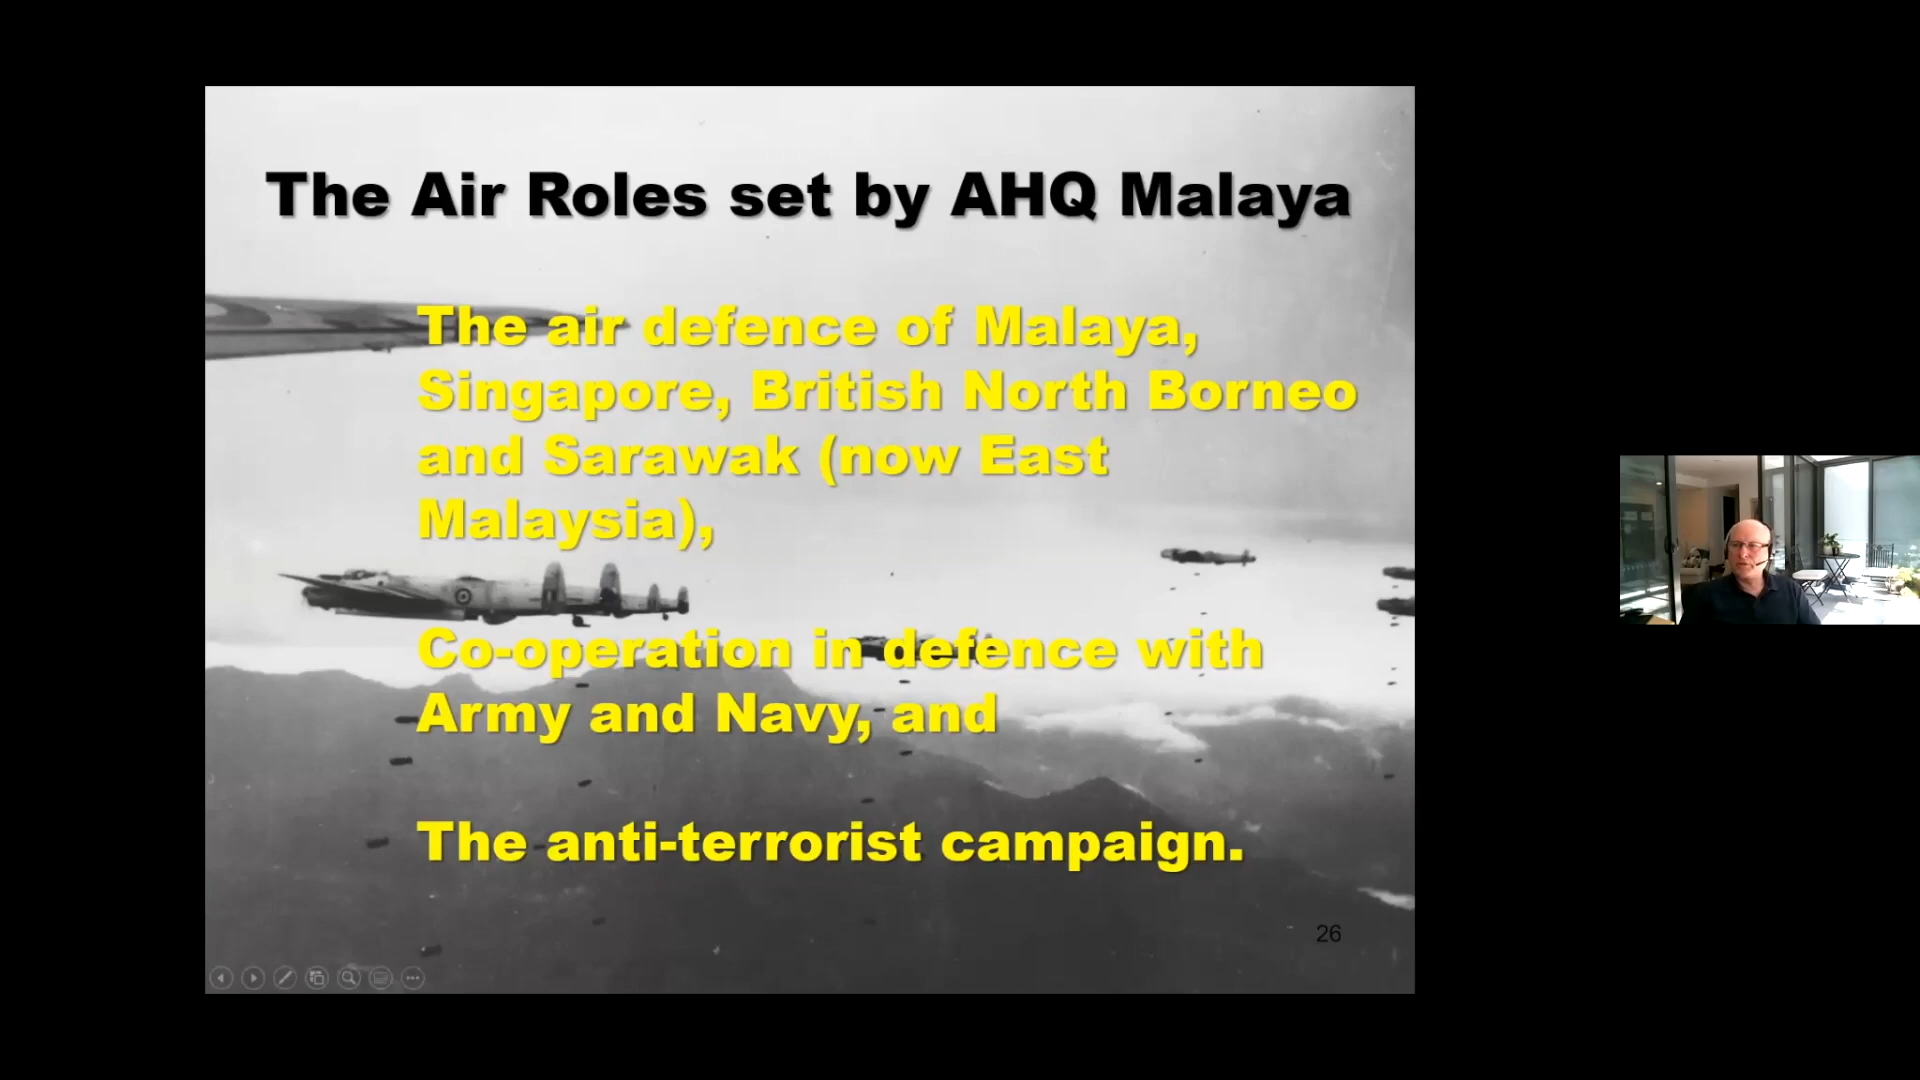 The Air Roles set by AHQ Malaya
The air defence of Malaya,
Singapore, British North Borneo
and Sarawak (now East
Malaysia),
Co-operation in defence with
Army and Navy, and
The anti-terrorist campaign.
26